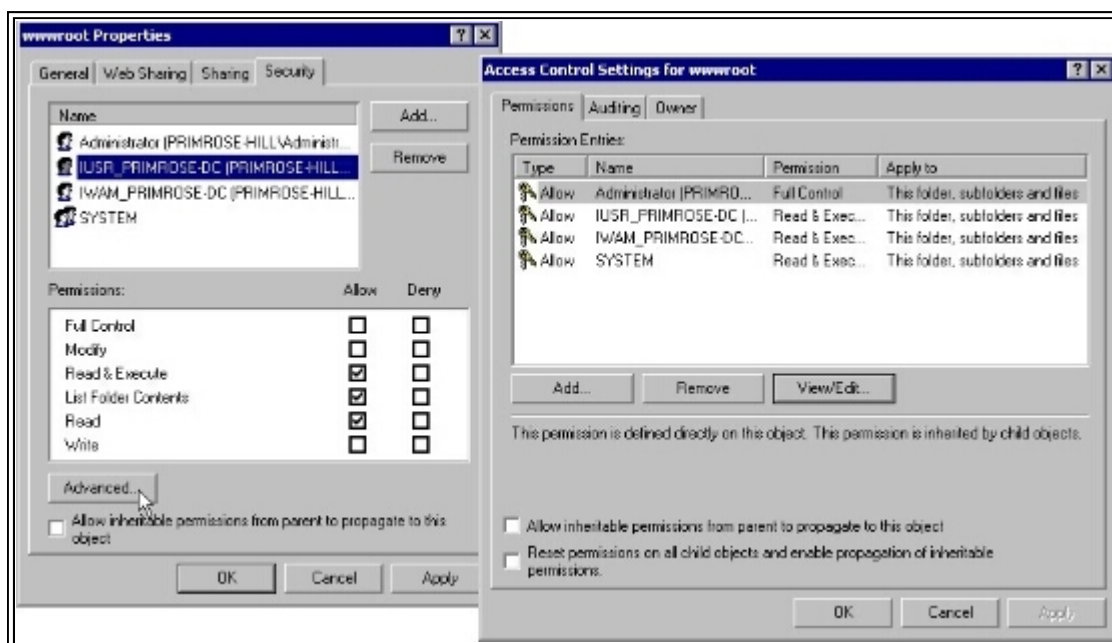 wwwroot Properties
General Web Sharing Sharing Security
Name
Administrator (PRIMROSE-HILL\Administr...
IUSR_PRIMROSE-DC (PRIMROSE-HILL...
IWAM_PRIMROSE-DC (PRIMROSE-HILL...
SYSTEM
Add...
Remove
Permissions: Allow Deny
Full Control
Modify
Read & Execute
List Folder Contents
Read
Write
Advanced...
Allow inheritable permissions from parent to propagate to this
object
OK Cancel Apply
Access Control Settings for wwwroot
Permissions Auditing Owner
Permission Entries:
Type Name Permission Apply to
Allow Administrator (PRIMRO... Full Control This folder, subfolders and files
Allow IUSR_PRIMROSE-DC (... Read & Exec... This folder, subfolders and files
Allow IWAM_PRIMROSE-DC... Read & Exec... This folder, subfolders and files
Allow SYSTEM Read & Exec... This folder, subfolders and files
Add... Remove View/Edit...
This permission is defined directly on this object. This permission is inherited by child objects.
Allow inheritable permissions from parent to propagate to this object
Reset permissions on all child objects and enable propagation of inheritable
permissions.
OK Cancel Apply